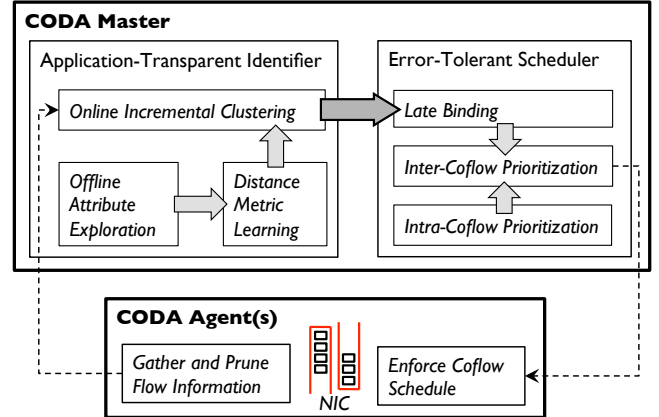 CODA Master
Application-Transparent Identifier
Online Incremental Clustering
Offline
Attribute
Exploration
Distance
Metric
Learning
Error-Tolerant Scheduler
Late Binding
Inter-Coflow Prioritization
Intra-Coflow Prioritization
CODA Agent(s)
Gather and Prune
Flow Information
NIC
Enforce Coflow
Schedule